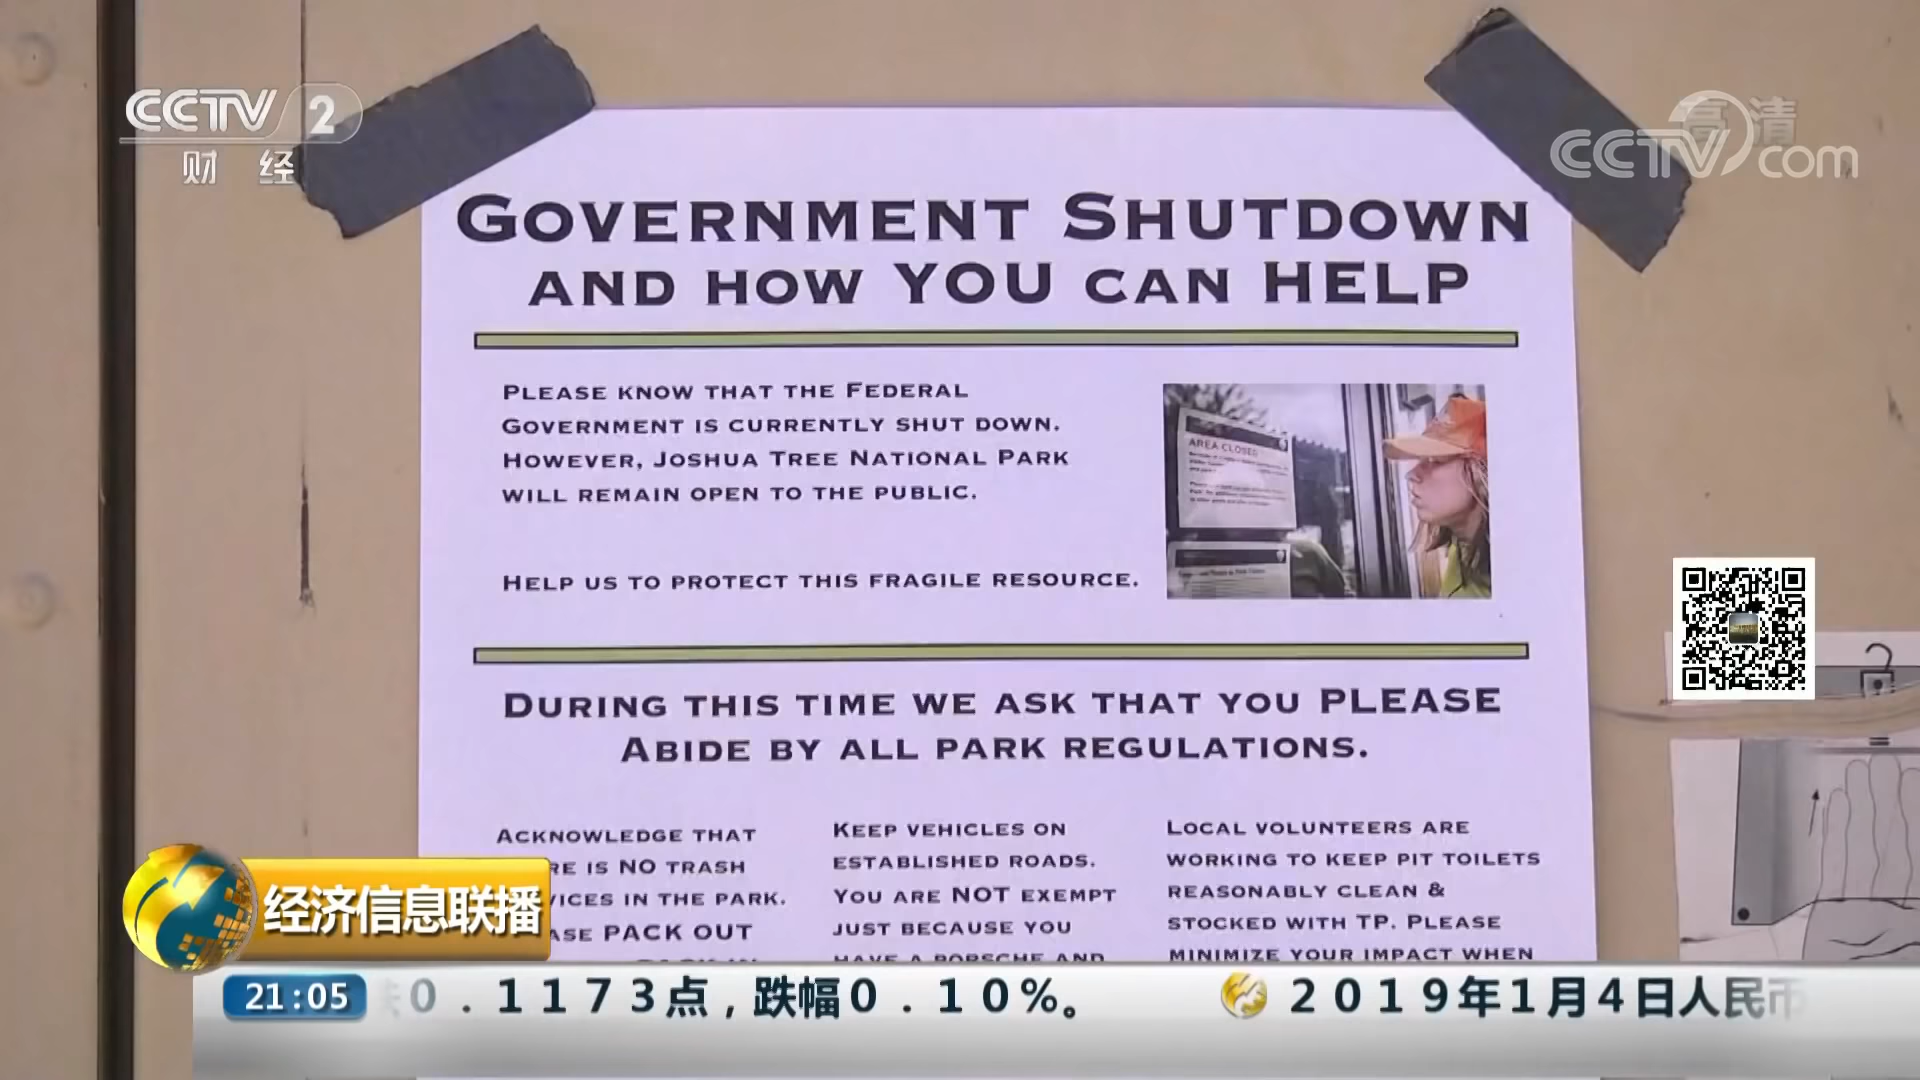 CCTV 2
财 经
高清
CCTV.com
GOVERNMENT SHUTDOWN
AND HOW YOU CAN HELP
PLEASE KNOW THAT THE FEDERAL
GOVERNMENT IS CURRENTLY SHUT DOWN.
HOWEVER, JOSHUA TREE NATIONAL PARK
WILL REMAIN OPEN TO THE PUBLIC.
HELP US TO PROTECT THIS FRAGILE RESOURCE.
AREA CLOSED
DURING THIS TIME WE ASK THAT YOU PLEASE
ABIDE BY ALL PARK REGULATIONS.
ACKNOWLEDGE THAT
RE IS NO TRASH
VICES IN THE PARK.
ASE PACK OUT
KEEP VEHICLES ON
ESTABLISHED ROADS.
YOU ARE NOT EXEMPT
JUST BECAUSE YOU
HAVE A PORSCHE AND
LOCAL VOLUNTEERS ARE
WORKING TO KEEP PIT TOILETS
REASONABLY CLEAN &
STOCKED WITH TP. PLEASE
MINIMIZE YOUR IMPACT WHEN
经济信息联播
21:05
0.1173点，跌幅0.10%。
2019年1月4日人民币